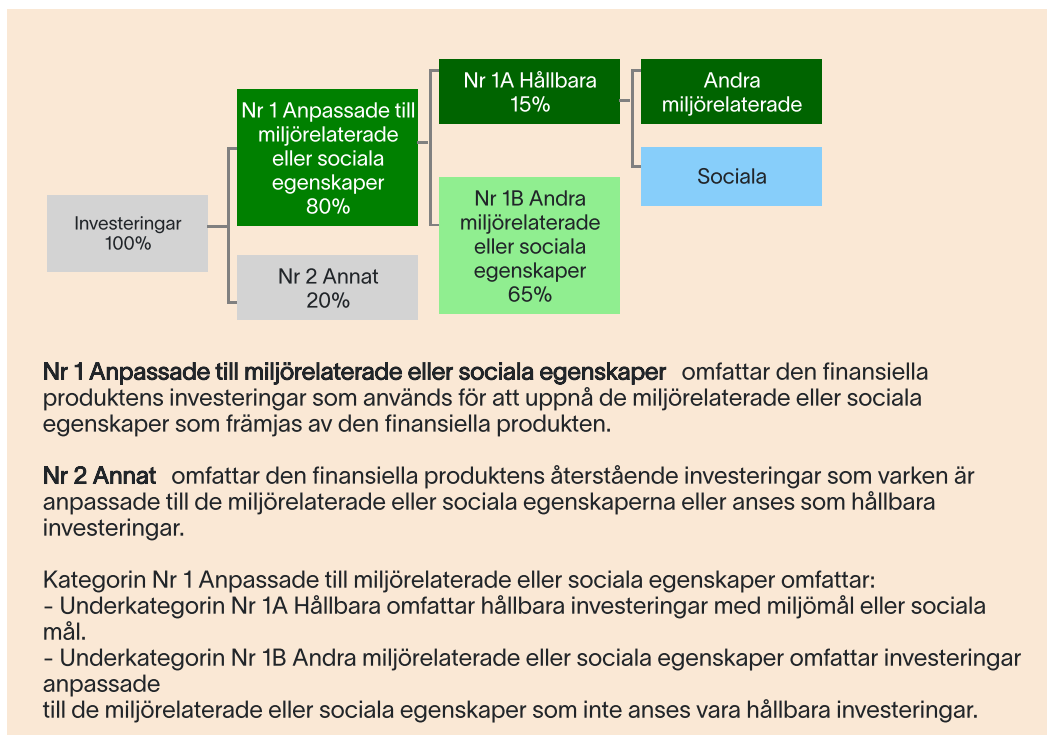 Investeringar
100%
Nr 1 Anpassade till
miljörelaterade
eller sociala
egenskaper
80%
Nr 2 Annat
20%
Nr 1A Hållbara
15%
Nr 1B Andra
miljörelaterade
eller sociala
egenskaper
65%
Andra
miljörelaterade
Sociala
Nr 1 Anpassade till miljörelaterade eller sociala egenskaper omfattar den finansiella
produktens investeringar som används för att uppnå de miljörelaterade eller sociala
egenskaper som främjas av den finansiella produkten.
Nr 2 Annat omfattar den finansiella produktens återstående investeringar som varken är
anpassade till de miljörelaterade eller sociala egenskaperna eller anses som hållbara
investeringar.
Kategorin Nr 1 Anpassade till miljörelaterade eller sociala egenskaper omfattar:
- Underkategorin Nr 1A Hållbara omfattar hållbara investeringar med miljömål eller sociala
mål.
- Underkategorin Nr 1B Andra miljörelaterade eller sociala egenskaper omfattar investeringar
anpassade
till de miljörelaterade eller sociala egenskaper som inte anses vara hållbara investeringar.